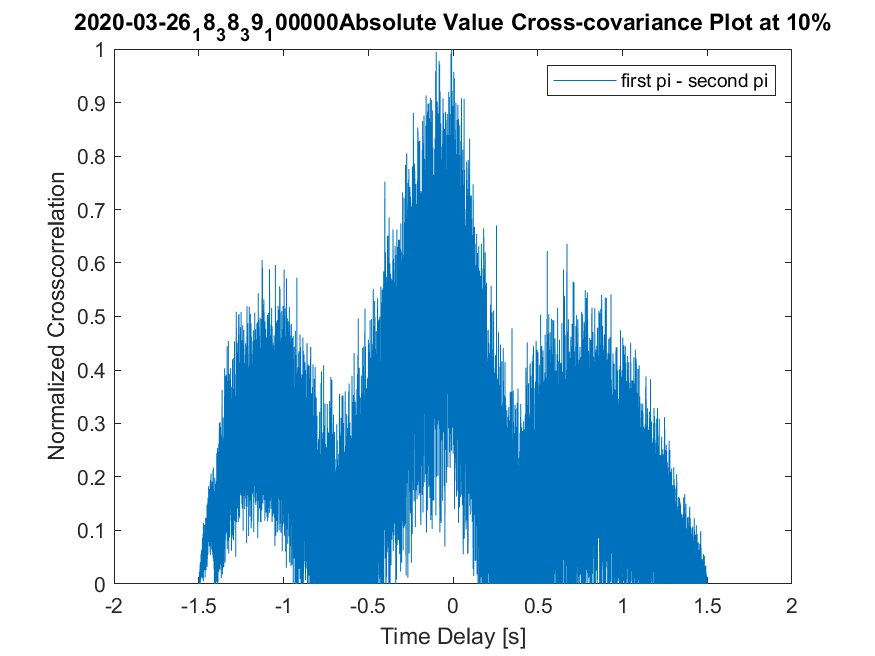 2020-03-26₁8₃8₃9₁00000Absolute Value Cross-covariance Plot at 10%
first pi - second pi
Normalized Crosscorrelation
1
0.9
0.8
0.7
0.6
0.5
0.4
0.3
0.2
0.1
0
-2 -1.5 -1 -0.5 0 0.5 1 1.5 2
Time Delay [s]